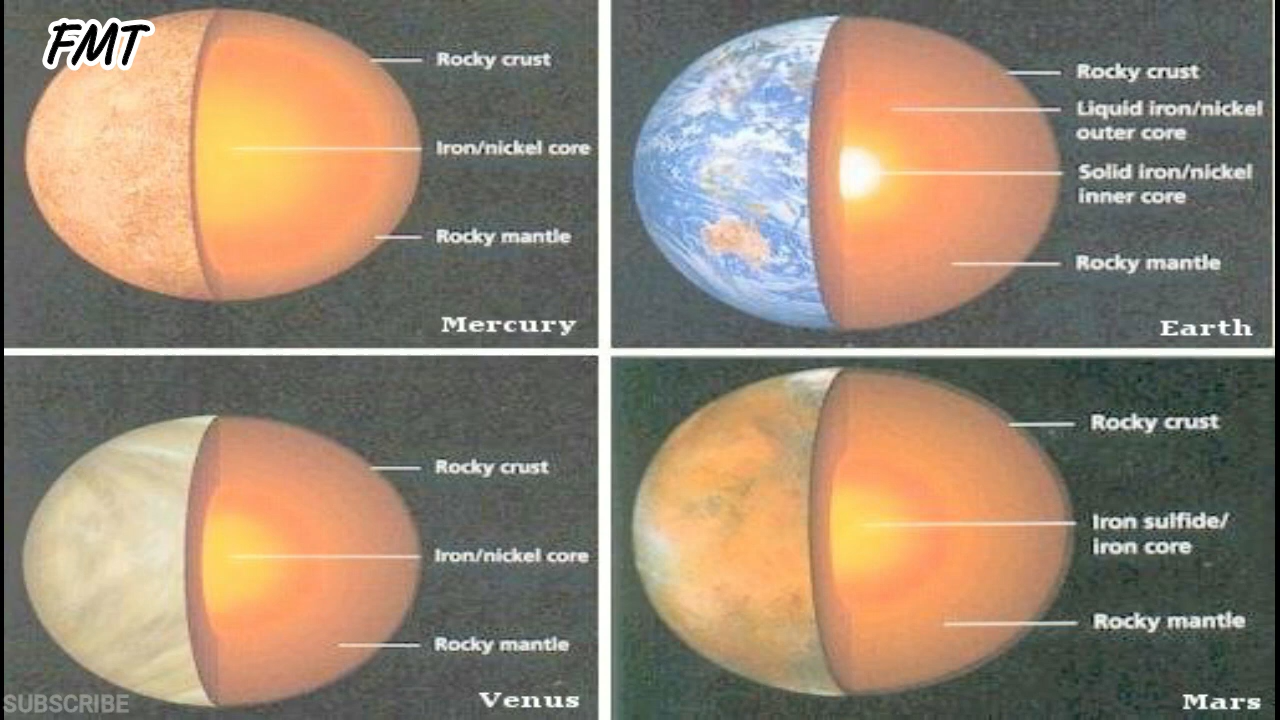 FMT
Rocky crust
Iron/nickel core
Rocky mantle
Mercury
Rocky crust
Liquid iron/nickel
outer core
Solid iron/nickel
inner core
Rocky mantle
Earth
Rocky crust
Iron/nickel core
Rocky mantle
Venus
SUBSCRIBE
Rocky crust
Iron sulfide/
iron core
Rocky mantle
Mars